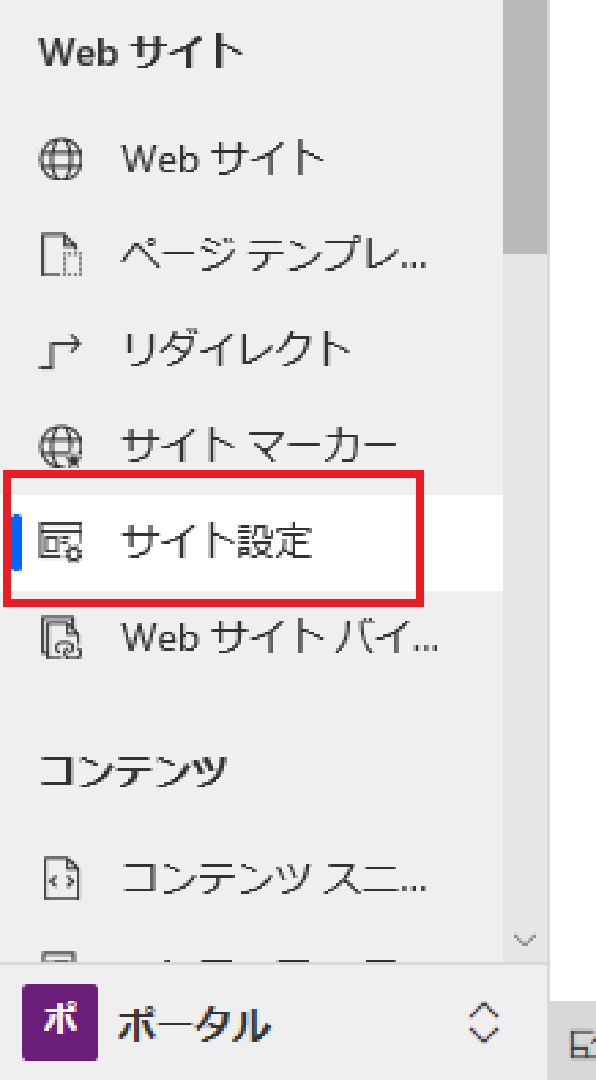 Web サイト
Web サイト
ページ テンプレ...
リダイレクト
サイト マーカー
サイト設定
Web サイト バイ...
コンテンツ
コンテンツ スニ...
ポ ポータル